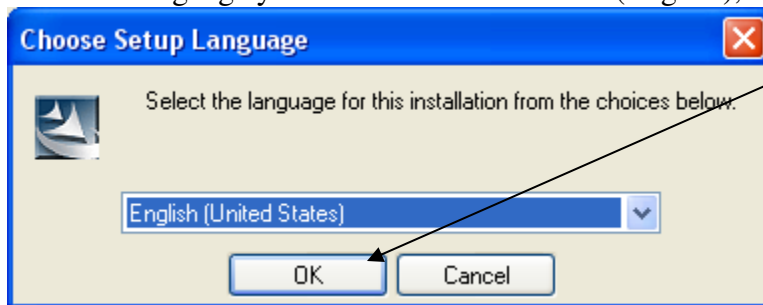 Choose Setup Language
Select the language for this installation from the choices below.
English (United States)
OK Cancel